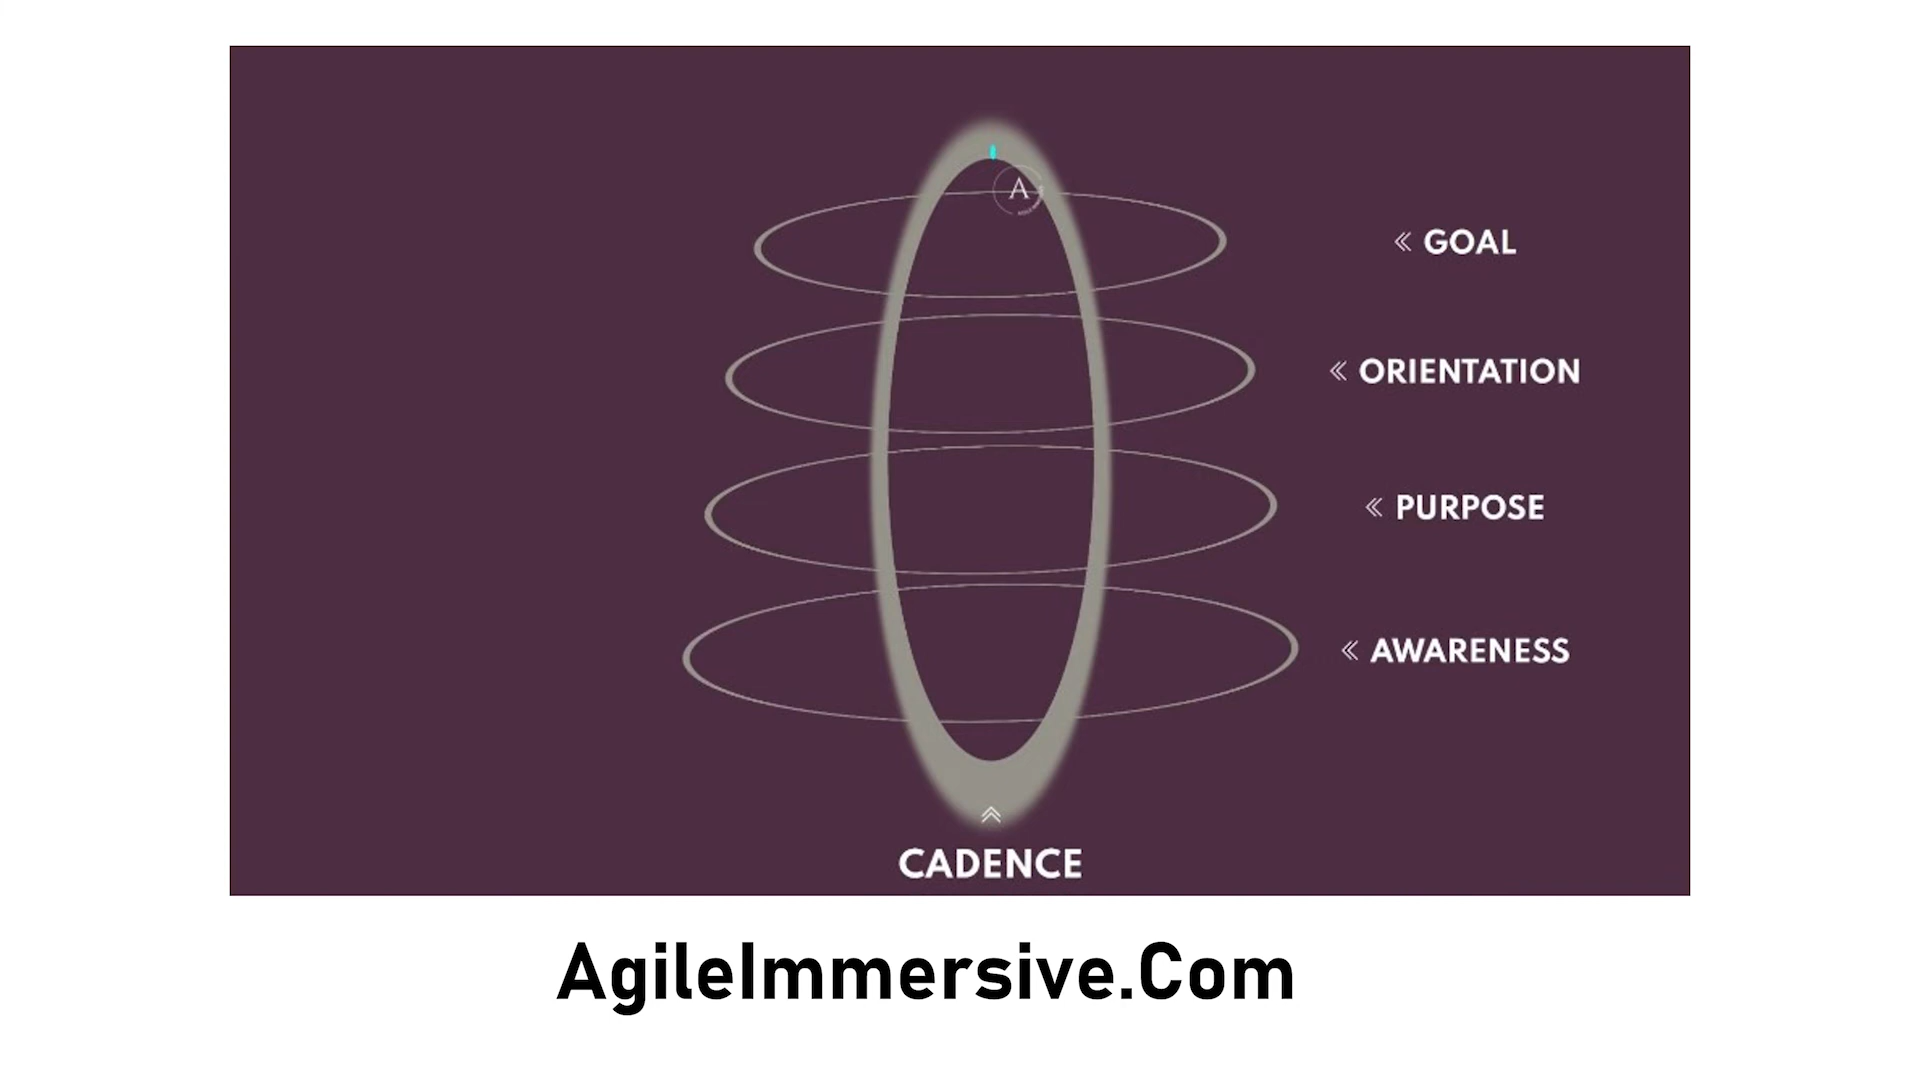 A
« GOAL
« ORIENTATION
« PURPOSE
« AWARENESS
CADENCE
AgileImmersive.Com